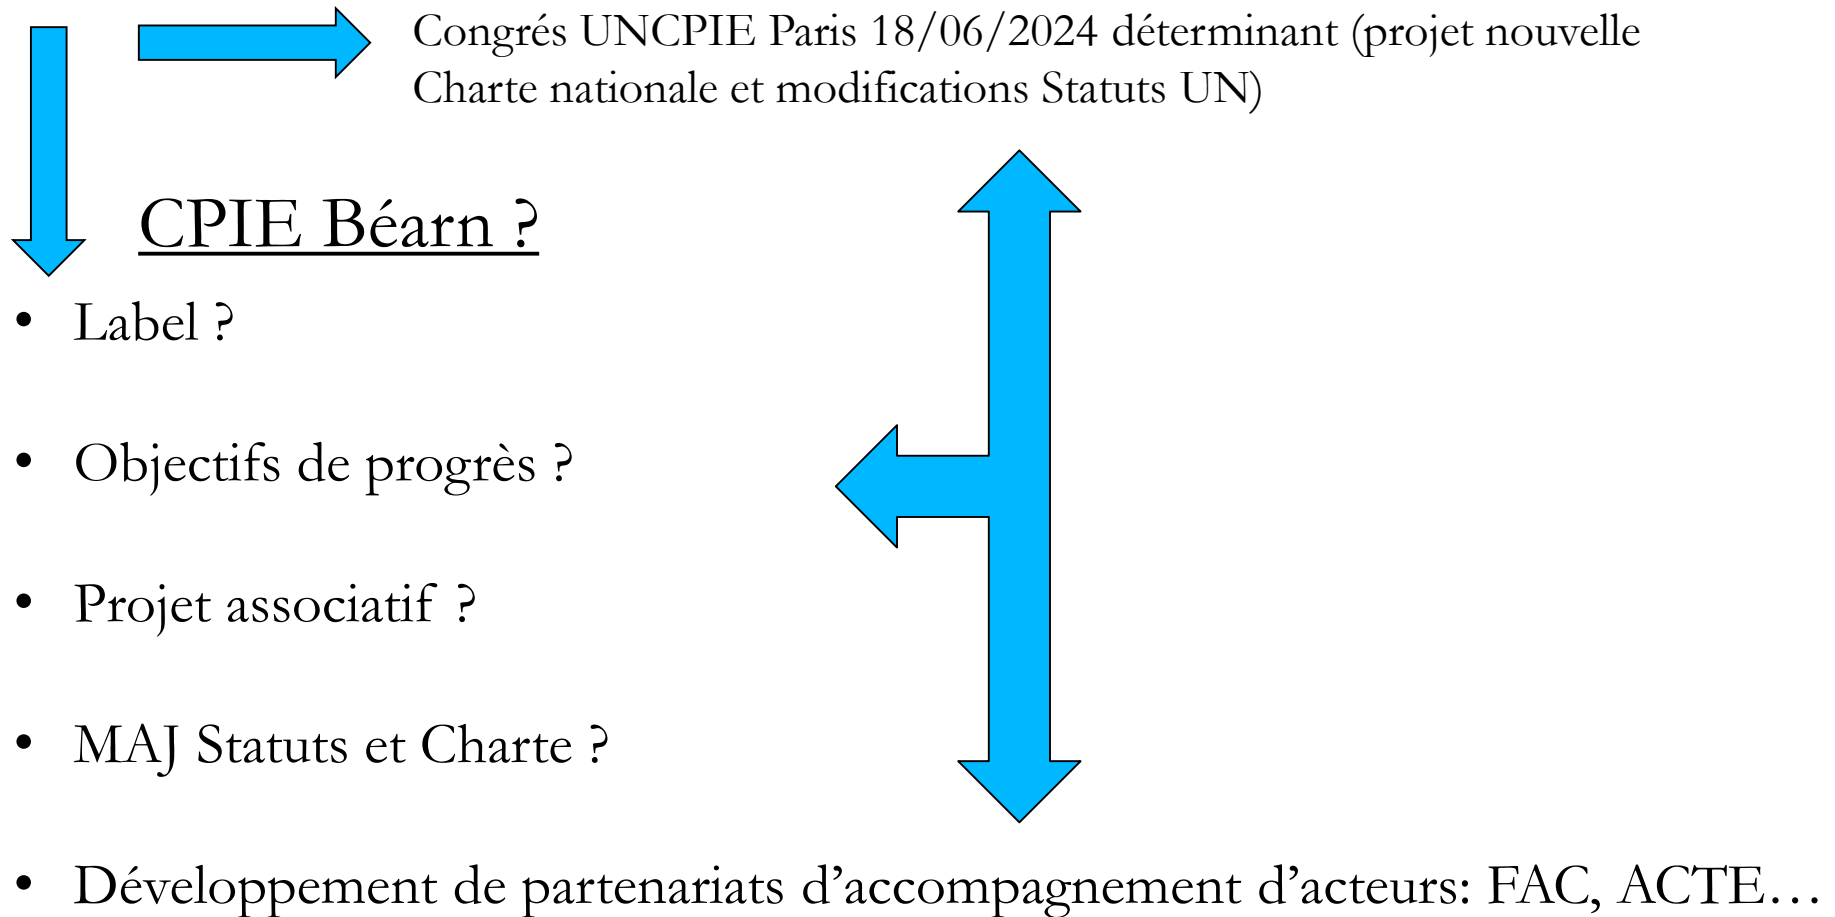 Congrés UNCPIE Paris 18/06/2024 déterminant (projet nouvelle
Charte nationale et modifications Statuts UN)
CPIE Béarn ?
• Label ?
• Objectifs de progrès ?
• Projet associatif ?
• MAJ Statuts et Charte ?
• Développement de partenariats d’accompagnement d’acteurs: FAC, ACTE…